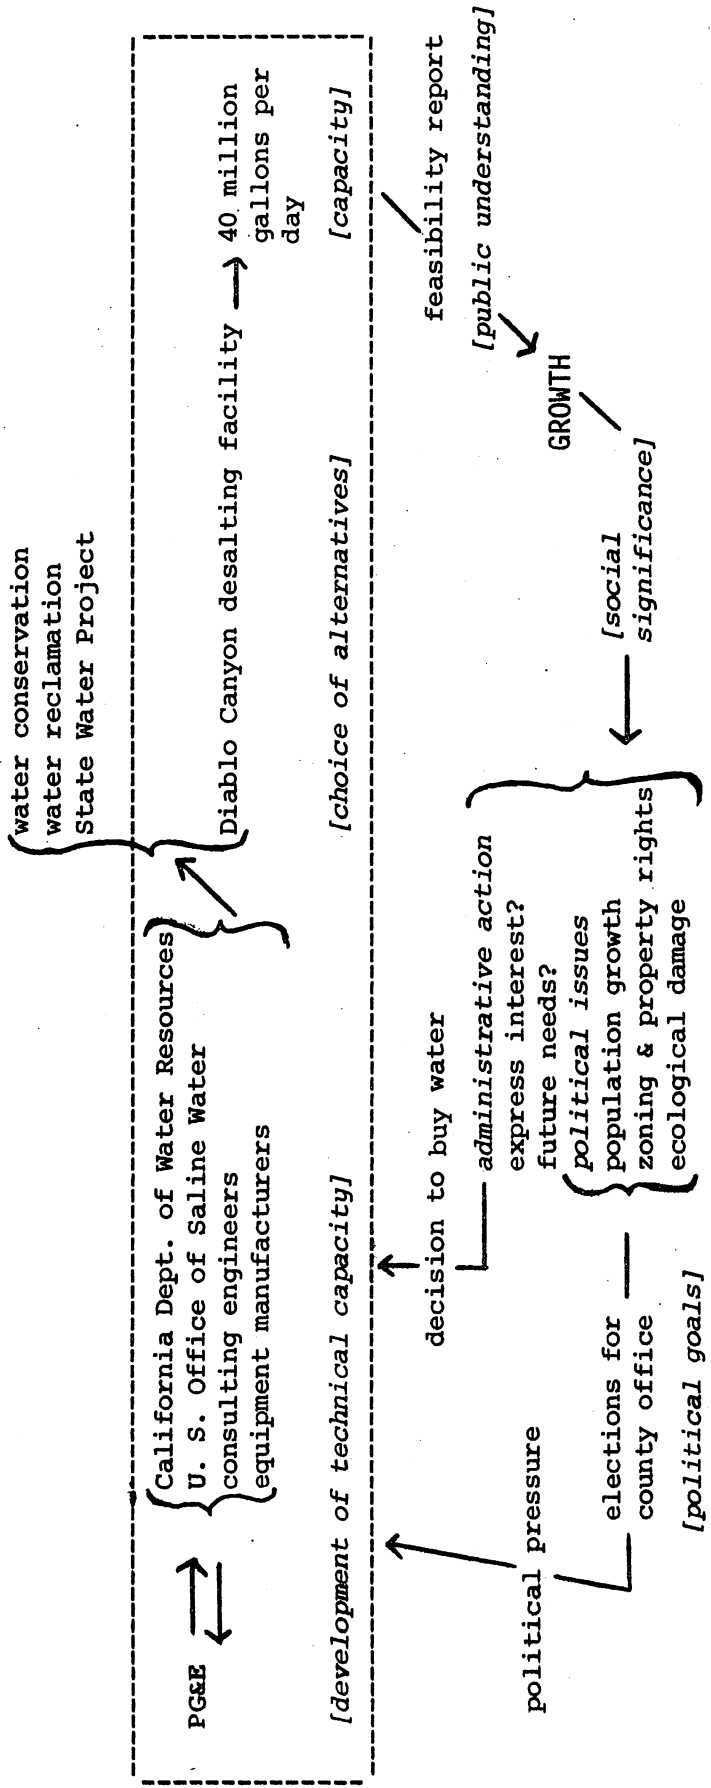 water conservation
water reclamation
State Water Project
PG&E
California Dept. of Water Resources
U. S. Office of Saline Water
consulting engineers
equipment manufacturers
Diablo Canyon desalting facility
40 million
gallons per
day
[development of technical capacity]
[choice of alternatives]
[capacity]
feasibility report
[public understanding]
GROWTH
[social
significance]
decision to buy water
administrative action
express interest?
future needs?
political issues
population growth
zoning & property rights
ecological damage
political pressure
elections for
county office
[political goals]